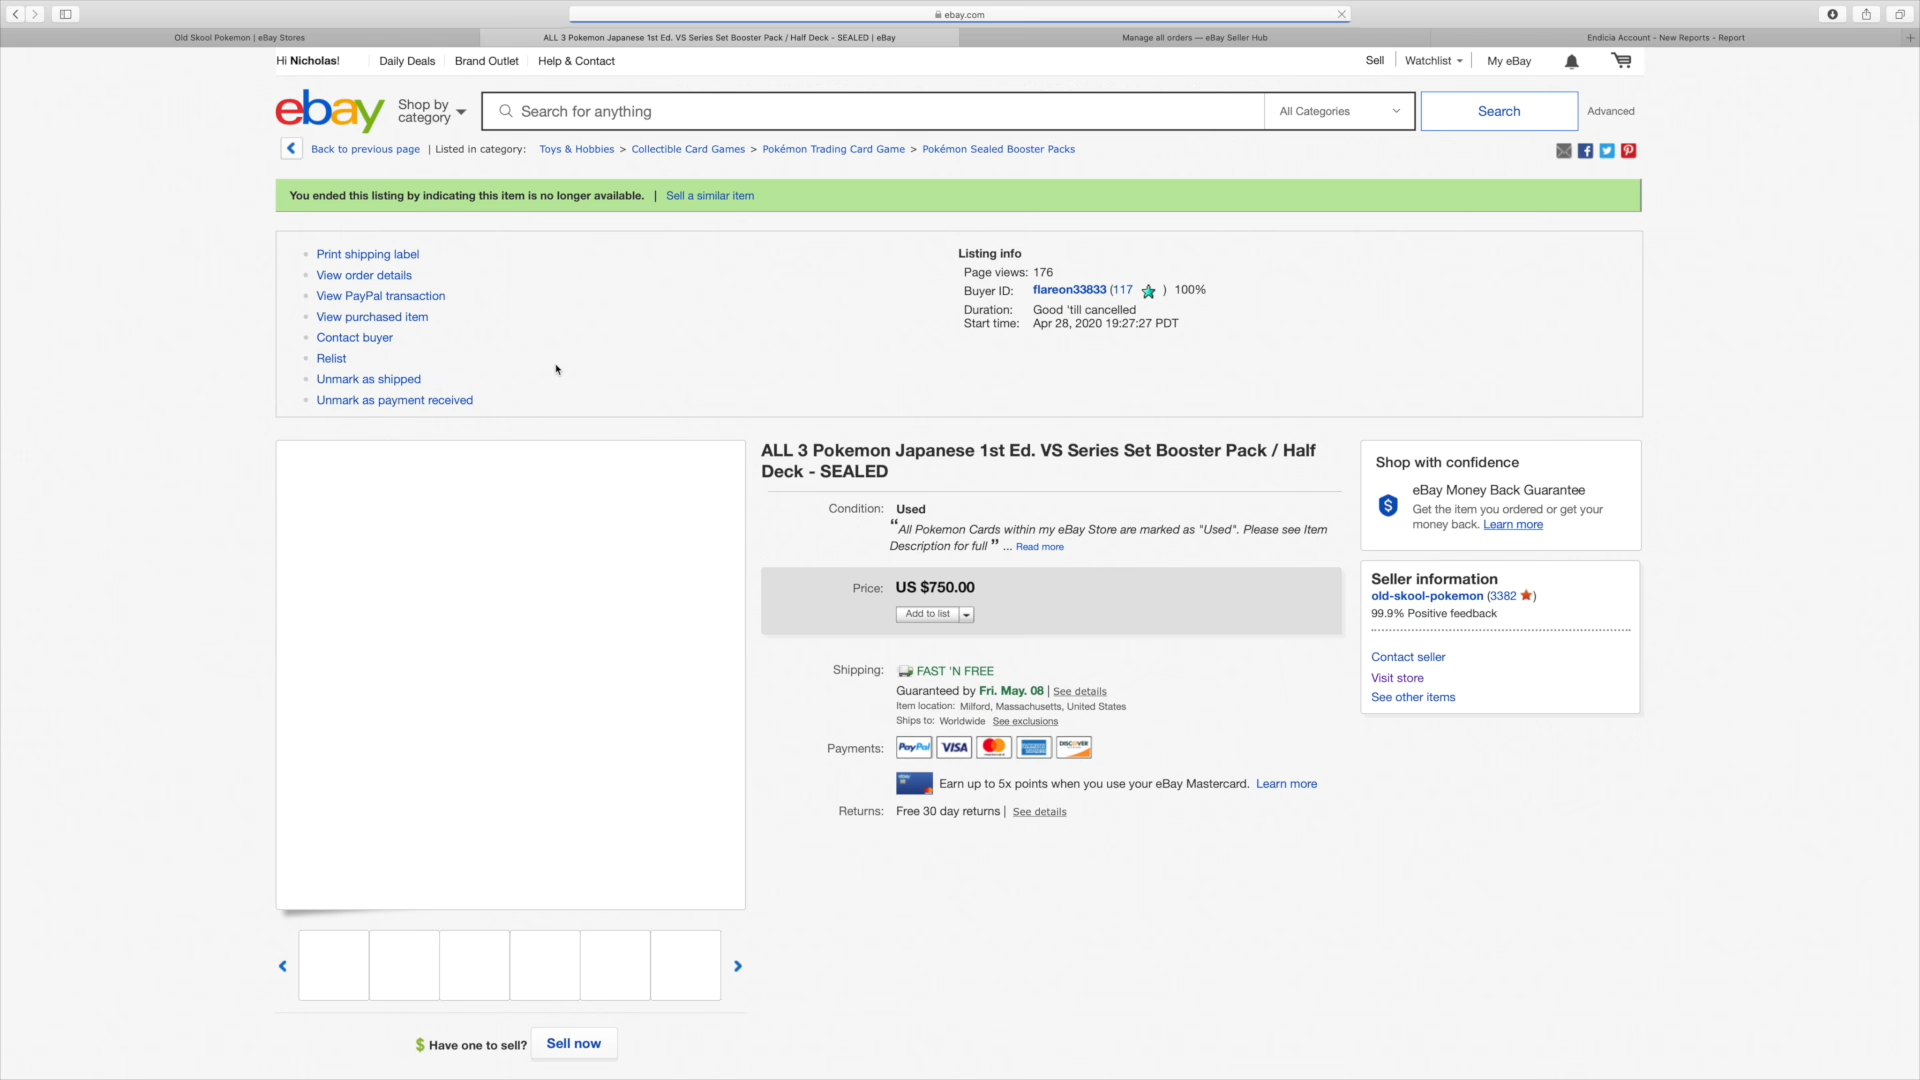 ebay.com
Old Skool Pokemon | eBay Stores
ALL 3 Pokemon Japanese 1st Ed. VS Series Set Booster Pack / Half Deck - SEALED | eBay
Manage all orders — eBay Seller Hub
Endicia Account - New Reports - Report
Hi Nicholas!
Daily Deals
Brand Outlet
Help & Contact
Sell
Watchlist
My eBay
ebay
Shop by
category
Search for anything
All Categories
Search
Advanced
Back to previous page | Listed in category: Toys & Hobbies > Collectible Card Games > Pokémon Trading Card Game > Pokémon Sealed Booster Packs
You ended this listing by indicating this item is no longer available. | Sell a similar item
Print shipping label
View order details
View PayPal transaction
View purchased item
Contact buyer
Relist
Unmark as shipped
Unmark as payment received
Listing info
Page views: 176
Buyer ID: flareon33833 (117 ) 100%
Duration: Good 'till cancelled
Start time: Apr 28, 2020 19:27:27 PDT
ALL 3 Pokemon Japanese 1st Ed. VS Series Set Booster Pack / Half
Deck - SEALED
Condition: Used
“All Pokemon Cards within my eBay Store are marked as "Used". Please see Item
Description for full ” ... Read more
Price: US $750.00
Add to list
Shipping: FAST 'N FREE
Guaranteed by Fri. May. 08 | See details
Item location: Milford, Massachusetts, United States
Ships to: Worldwide See exclusions
Payments: PayPal VISA DISCOVER
Earn up to 5x points when you use your eBay Mastercard. Learn more
Returns: Free 30 day returns | See details
Shop with confidence
eBay Money Back Guarantee
Get the item you ordered or get your
money back. Learn more
Seller information
old-skool-pokemon (3382 )
99.9% Positive feedback
Contact seller
Visit store
See other items
$ Have one to sell? Sell now